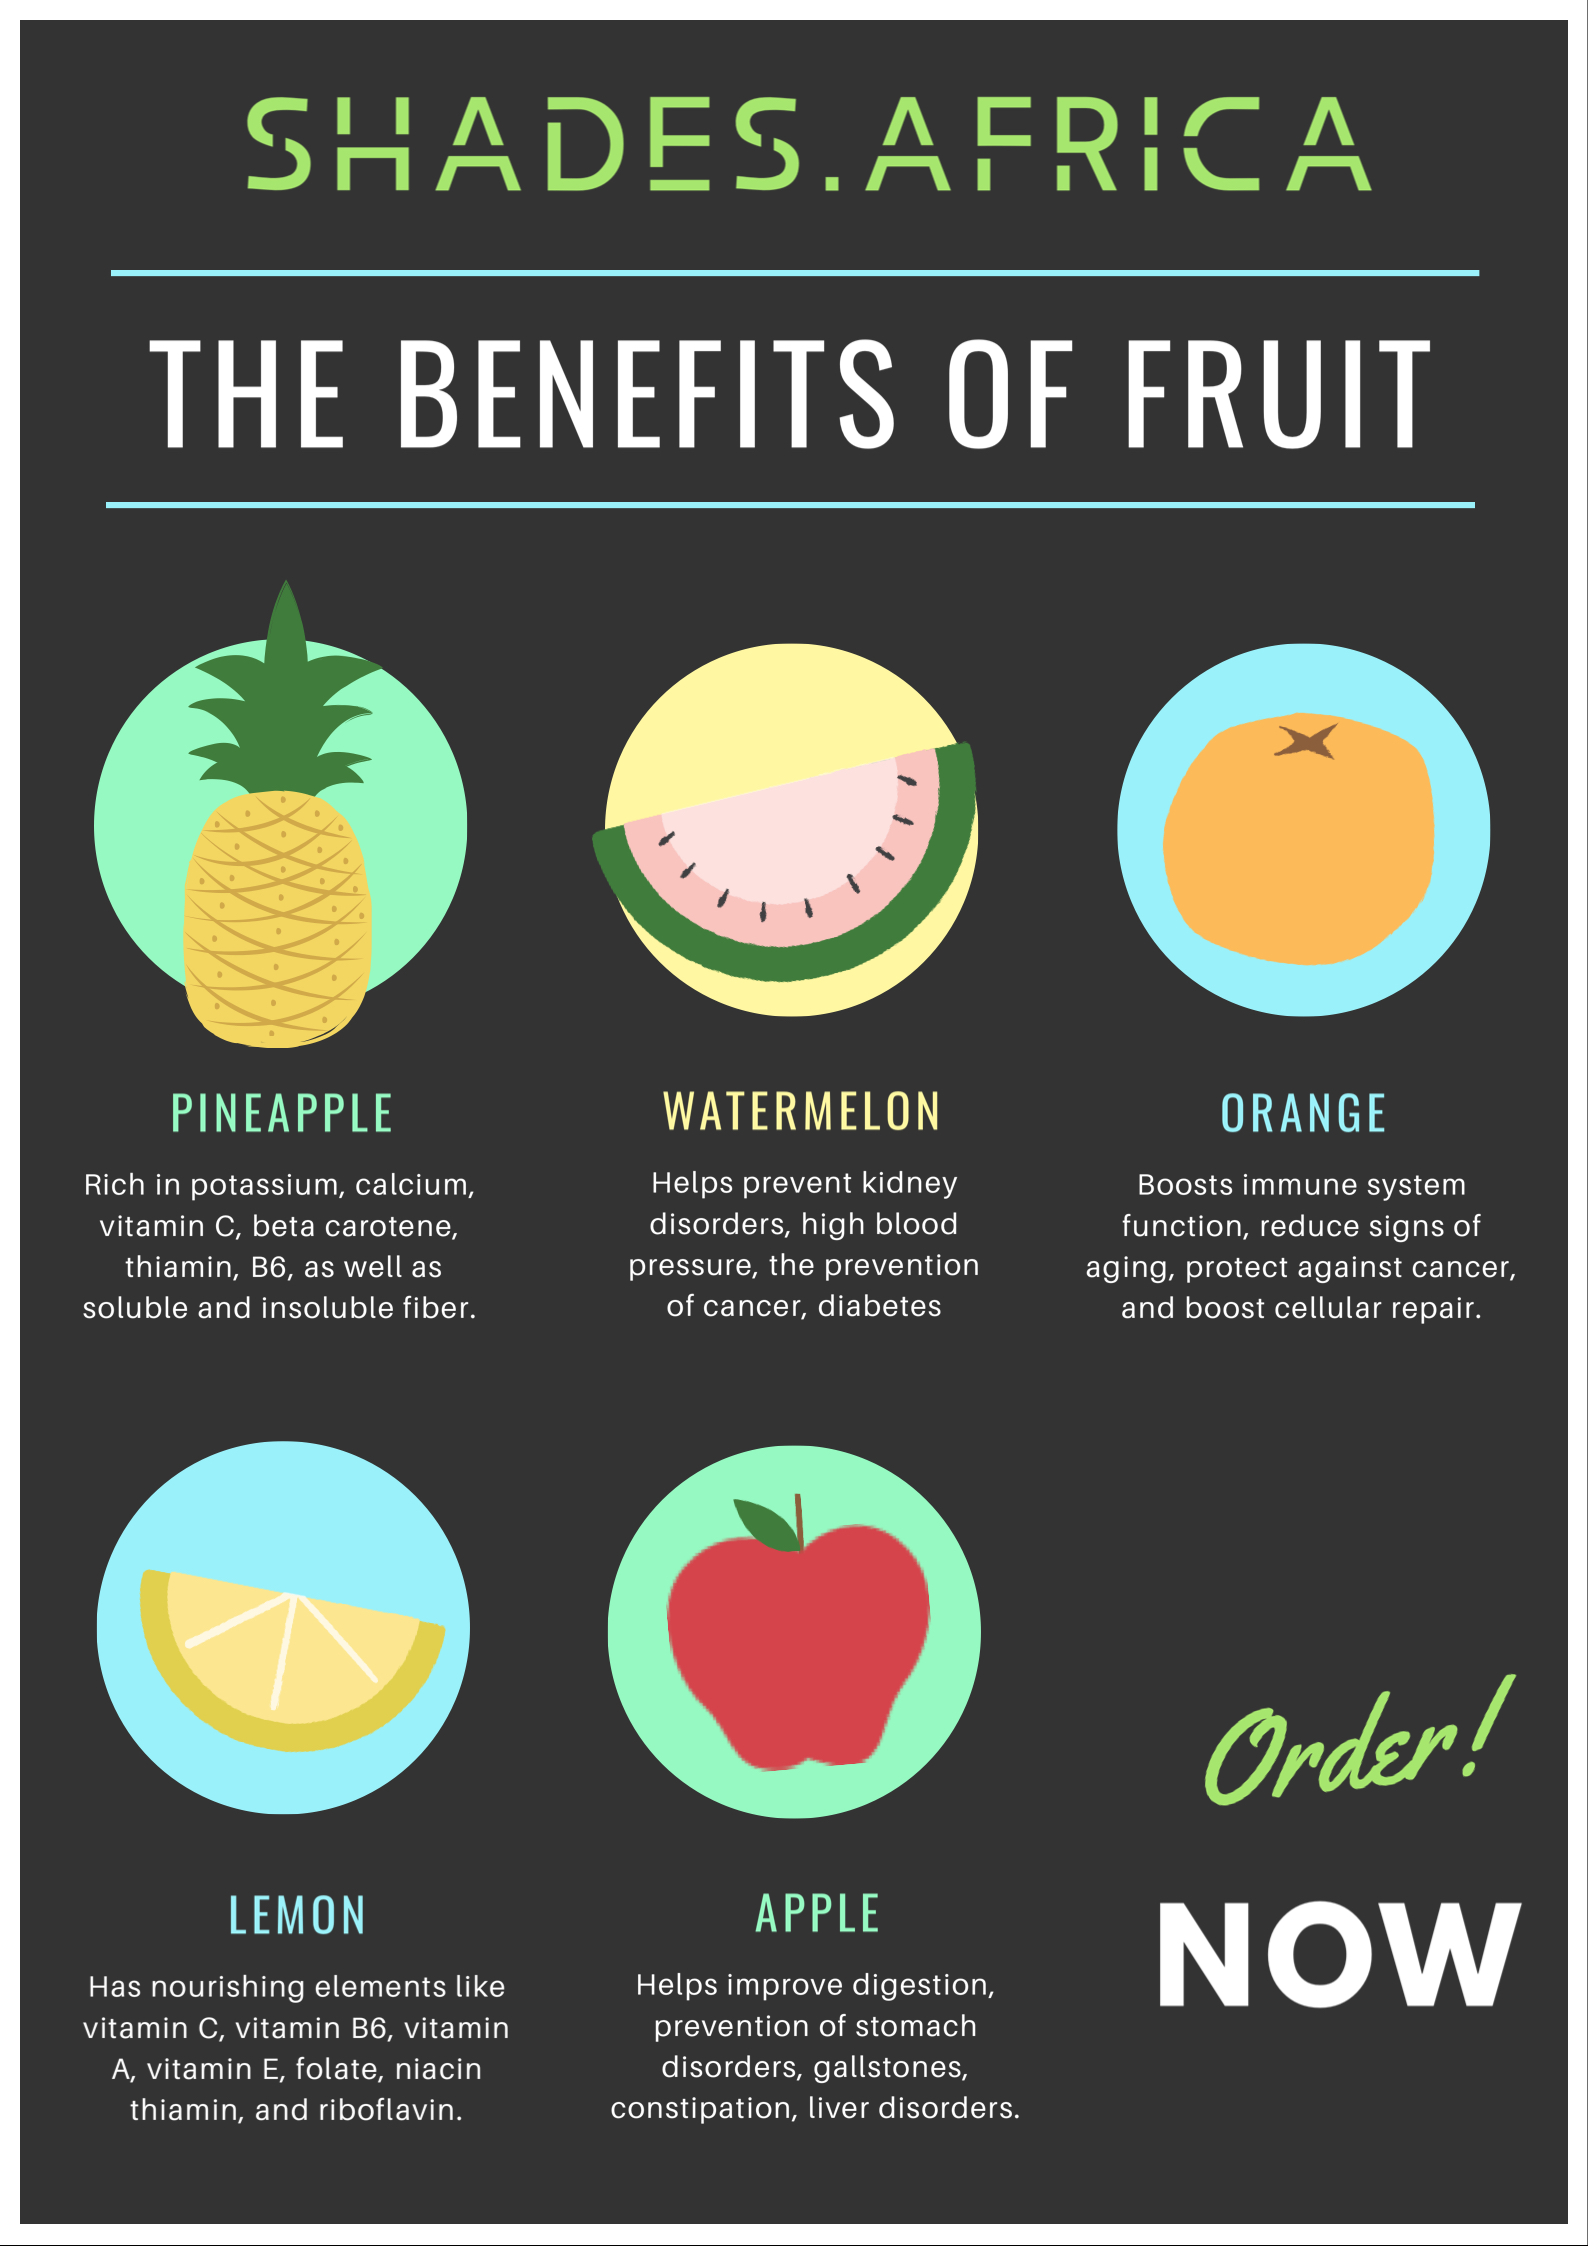 SHADES.AFRICA
THE BENEFITS OF FRUIT
PINEAPPLE
Rich in potassium, calcium,
vitamin C, beta carotene,
thiamin, B6, as well as
soluble and insoluble fiber.
WATERMELON
Helps prevent kidney
disorders, high blood
pressure, the prevention
of cancer, diabetes
ORANGE
Boosts immune system
function, reduce signs of
aging, protect against cancer,
and boost cellular repair.
LEMON
Has nourishing elements like
vitamin C, vitamin B6, vitamin
A, vitamin E, folate, niacin
thiamin, and riboflavin.
APPLE
Helps improve digestion,
prevention of stomach
disorders, gallstones,
constipation, liver disorders.
Order!
NOW